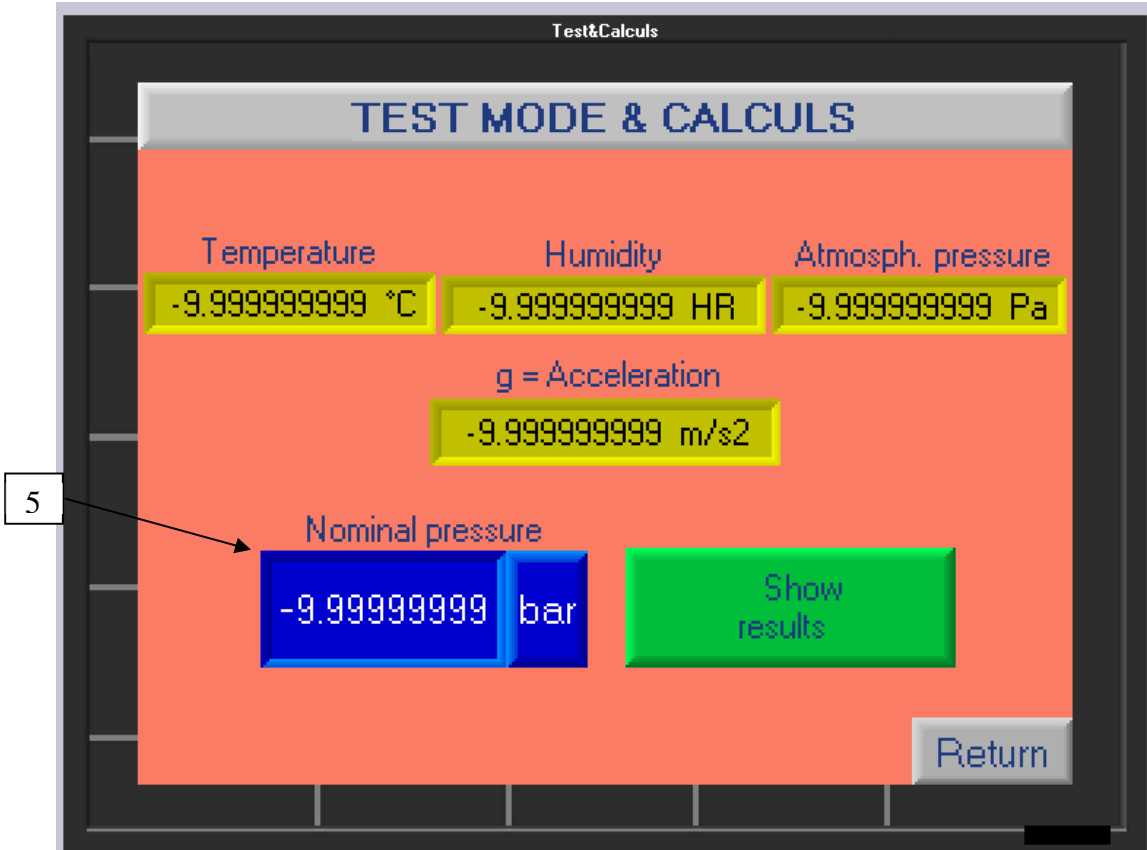 Test&Calculs
TEST MODE & CALCULS
Temperature
Humidity
Atmosph. pressure
-9.999999999 °C
-9.999999999 HR
-9.999999999 Pa
g = Acceleration
-9.999999999 m/s2
5
Nominal pressure
-9.99999999 bar
Show
results
Return